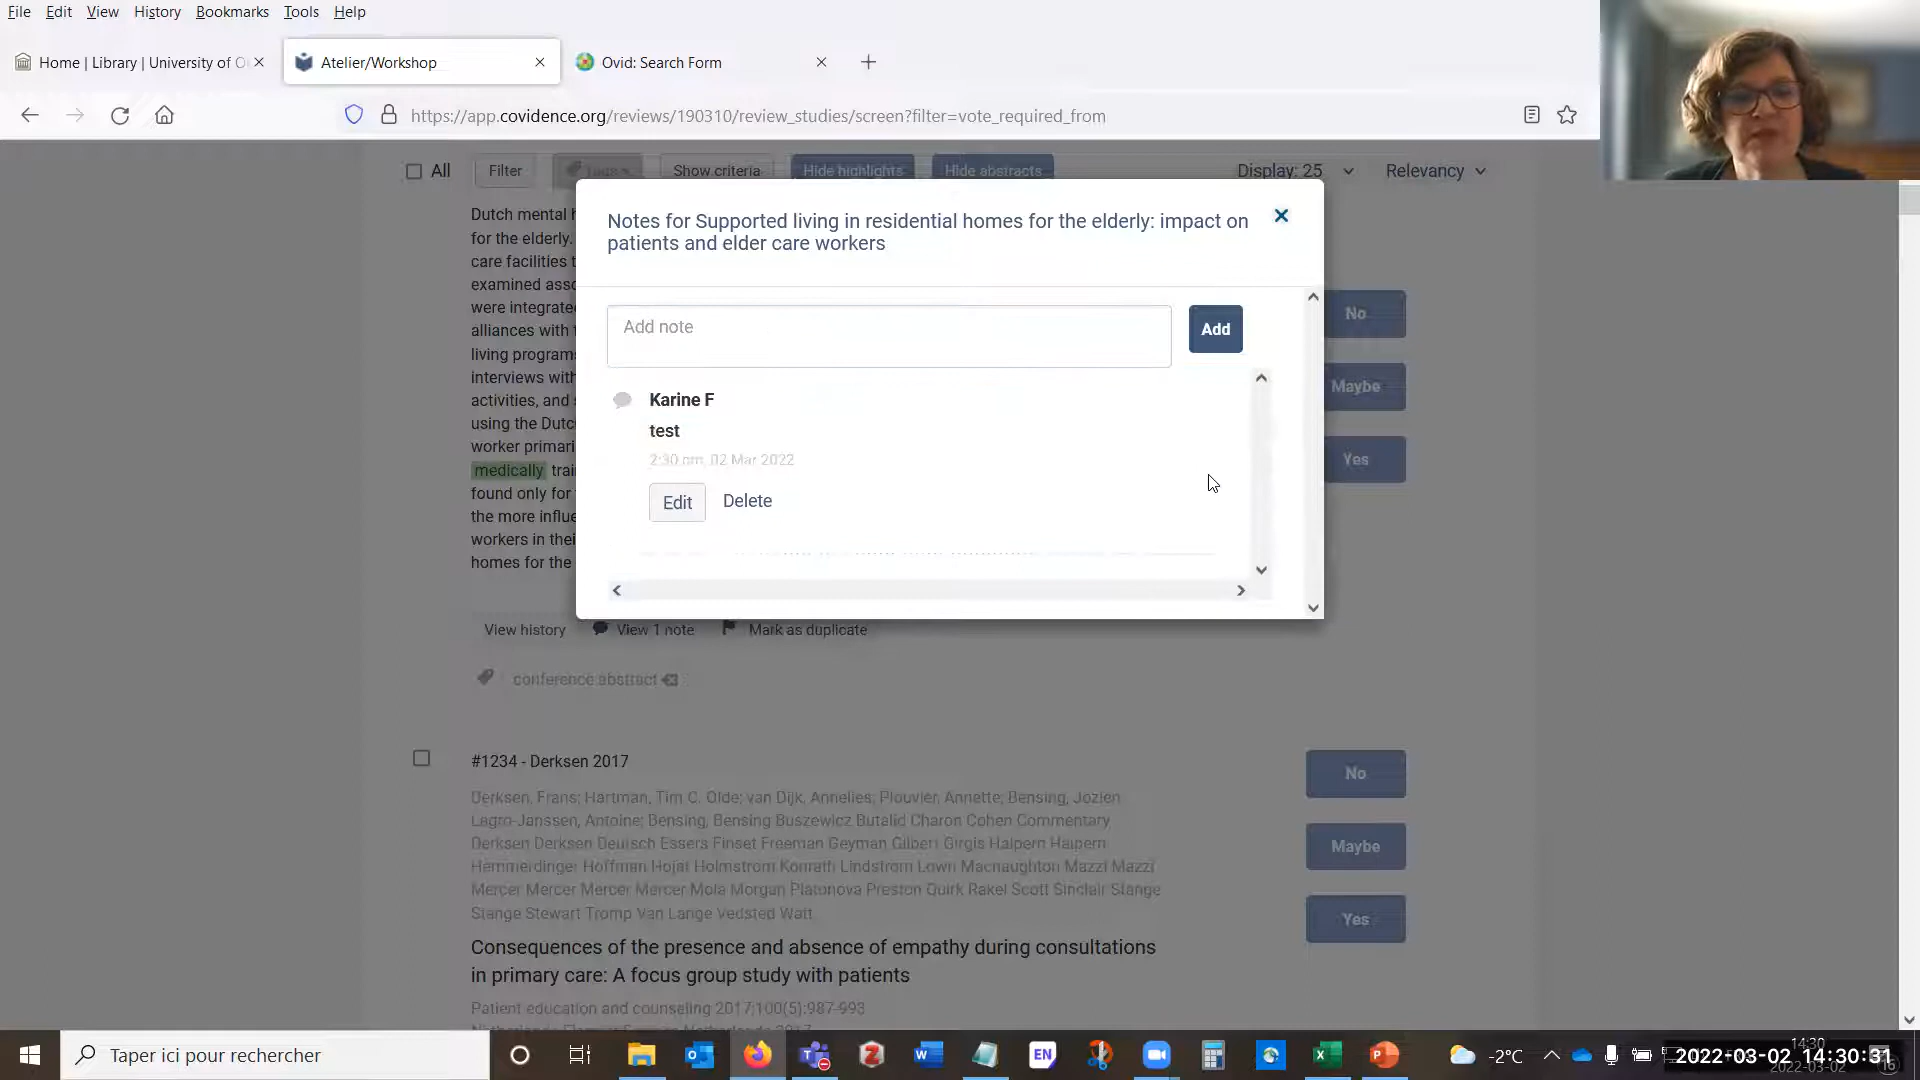 File Edit View History Bookmarks Tools Help
Home | Library | University of O
Atelier/Workshop
Ovid: Search Form
https://app.covidence.org/reviews/190310/review_studies/screen?filter=vote_required_from
All
Filter
Show criteria
Hide highlights
Hide abstracts
Display: 25
Relevancy
Dutch mental
for the elderly.
care facilities
examined
were integrated
alliances with
living program
interviews with
activities, and
using the
worker
medically
found only for
the more
workers in
homes for the
Notes for Supported living in residential homes for the elderly: impact on
patients and elder care workers
Add note
Add
Karine F
test
2:30 pm, 02 Mar 2022
Edit
Delete
No
Maybe
Yes
View history
View 1 note
Mark as duplicate
conference abstract
#1234 - Derksen 2017
Derksen, Frans; Hartman, Tim C. Olde; van Dijk, Annelies; Plouvier, Annette; Bensing, Jozien
Lagro-Janssen, Antoine; Bensing, Bensing Buszewicz Butalid Charon Cohen Commentary
Derksen Derksen Deutsch Essers Finset Freeman Geyman Gilbert Girgis Halpern Halpern
Hemmerdinger Hoffman Hojat Holmstrom Konrath Lindstrom Lown Macnaughton Mazzi Mazzi
Mercer Mercer Mercer Mercer Mola Morgan Platonova Preston Quirk Rakel Scott Sinclair Stange
Stange Stewart Tromp Van Lange Vedsted Watt
Consequences of the presence and absence of empathy during consultations
in primary care: A focus group study with patients
Patient education and counseling 2017;100(5):987-993
No
Maybe
Yes
Taper ici pour rechercher
EN
-2°C
14:30
2022-03-02 14:30:31
2022-03-02
16